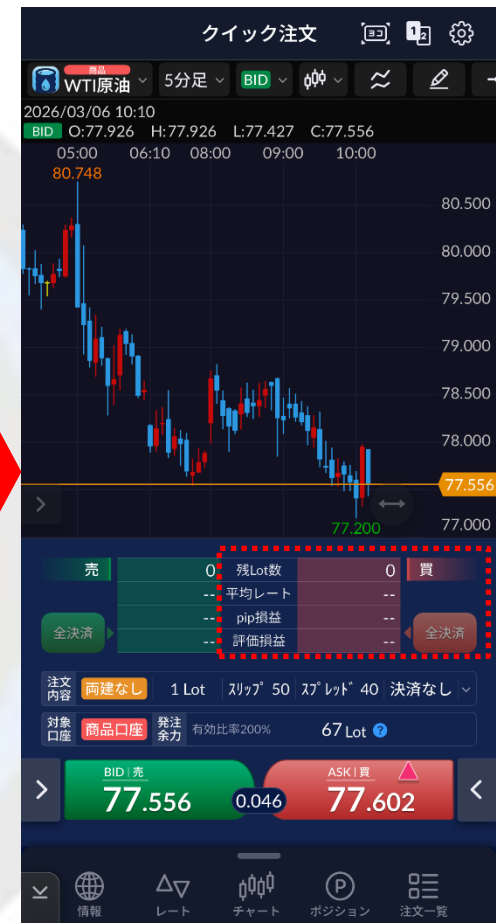 クイック注文
商品
WTI原油 5分足 BID
2026/03/06 10:10
BID O:77.926 H:77.926 L:77.427 C:77.556
05:00 06:10 08:00 09:00 10:00
80.748
80.500
80.000
79.500
79.000
78.500
78.000
77.556
77.200
77.000
売 0 残Lot数 0 買
-- 平均レート --
-- pip損益 --
全決済 -- 評価損益 -- 全決済
注文内容 両建なし 1 Lot ｽﾘｯﾌﾟ 50 ｽﾌﾟﾚｯﾄﾞ 40 決済なし
対象口座 商品口座 発注余力 有効比率200% 67 Lot ?
BID|売 ASK|買
77.556 0.046 77.602
情報 レート チャート ポジション 注文一覧